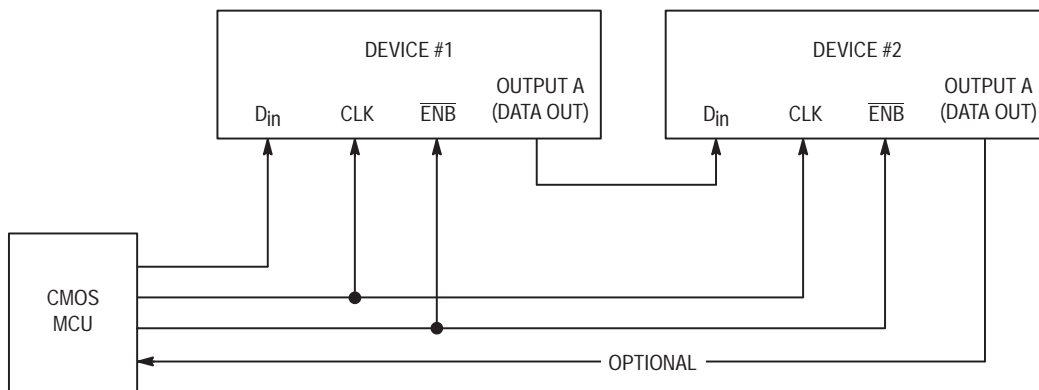 DEVICE #1
DEVICE #2
OUTPUT A
(DATA OUT)
Din
CLK
ENB
OUTPUT A
(DATA OUT)
Din
CLK
ENB
CMOS
MCU
OPTIONAL